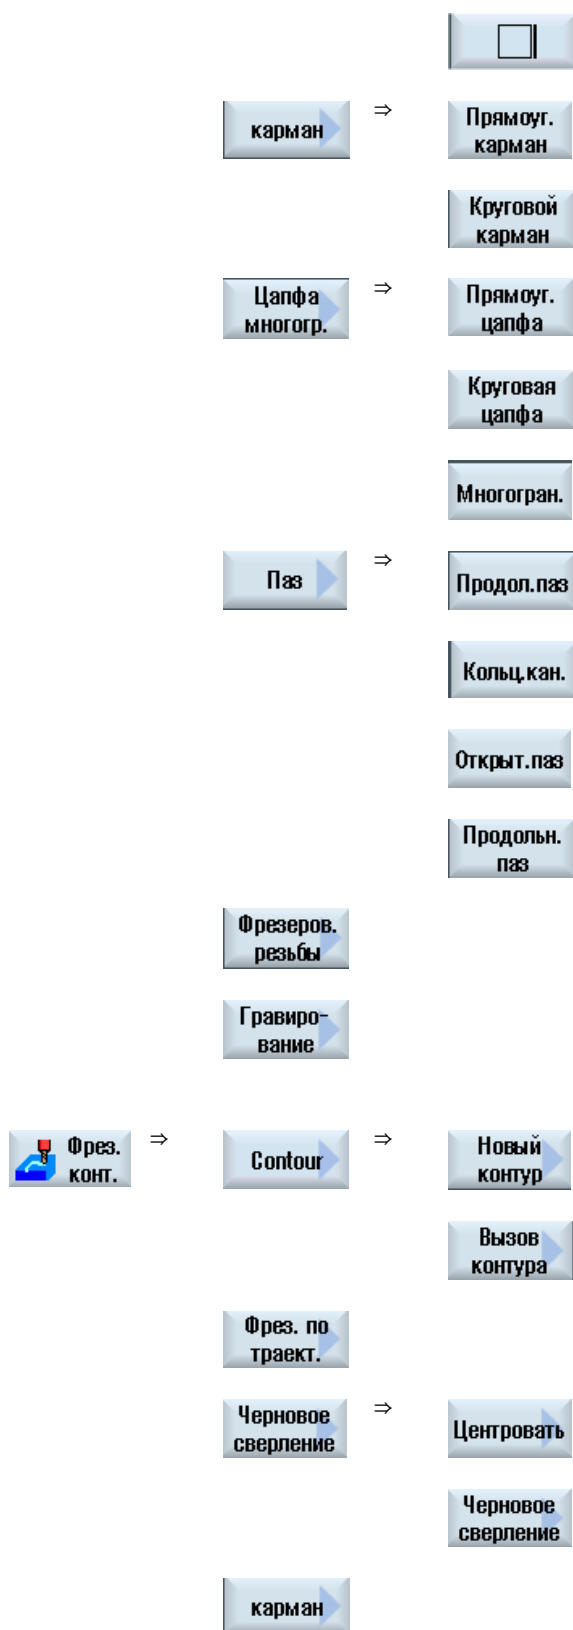 карман ⇒ Прямоуг.
карман
Круговой
карман
Цапфа
многогр.
⇒
Прямоуг.
цапфа
Круговая
цапфа
Многогран.
Паз ⇒ Продол.паз
Кольц.кан.
Открыт.паз
Продольн.
паз
Фрезеров.
резьбы
Гравиро-
вание
Фрез.
конт.
⇒
Contour
⇒
Новый
контур
Вызов
контура
Фрез. по
траект.
Черновое
сверление
⇒
Центровать
Черновое
сверление
карман